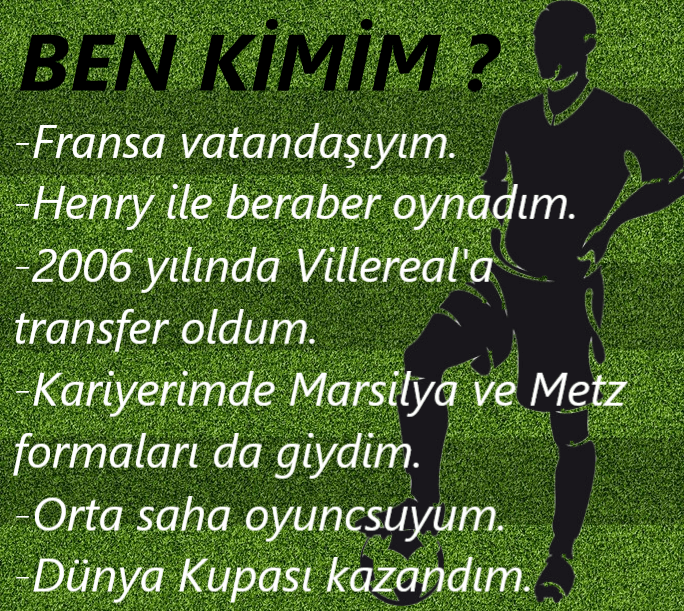 BEN KİMİM ?
-Fransa vatandaşıyım.
-Henry ile beraber oynadım.
-2006 yılında Villereal'a
transfer oldum.
-Kariyerimde Marsilya ve Metz
formaları da giydim.
-Orta saha oyuncsuyum.
-Dünya Kupası kazandım.